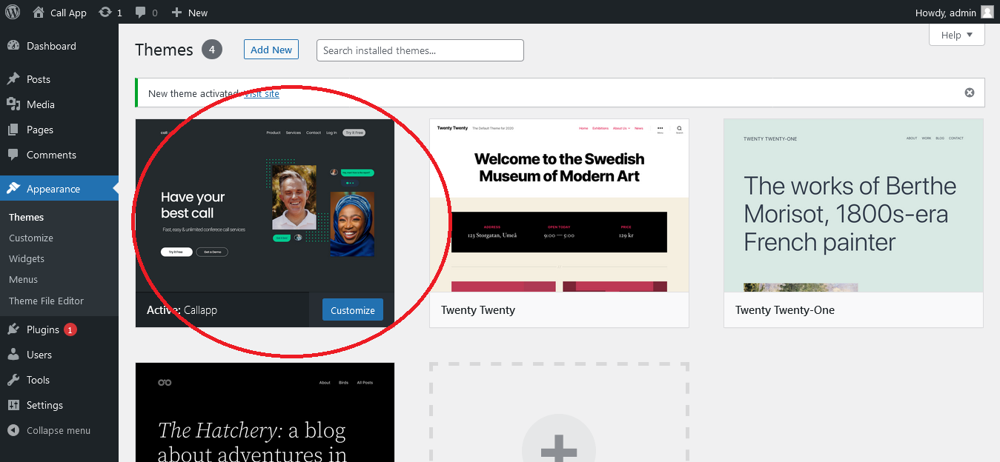 Call App 1 0 New
Howdy, admin
Dashboard
Posts
Media
Pages
Comments
Appearance
Themes
Customize
Widgets
Menus
Theme File Editor
Plugins 1
Users
Tools
Settings
Collapse menu
Help
Themes 4 Add New Search installed themes...
New theme activated. Visit site
call
Product Services Contact Log In Try it Free
Have your
best call
Fast, easy & unlimited conferece call services
Try it Free Get a Demo
Active: Callapp Customize
Twenty Twenty The Default Theme for 2020 Home Exhibitions About Us News
Menu Search
Welcome to the Swedish
Museum of Modern Art
ADDRESS OPEN TODAY PRICE
123 Storgatan, Umeå 9:00 — 5:00 129 kr
Twenty Twenty
TWENTY TWENTY-ONE ABOUT WORK BLOG CONTACT
The works of Berthe
Morisot, 1800s-era
French painter
Twenty Twenty-One
About Birds All Posts
The Hatchery: a blog
about adventures in